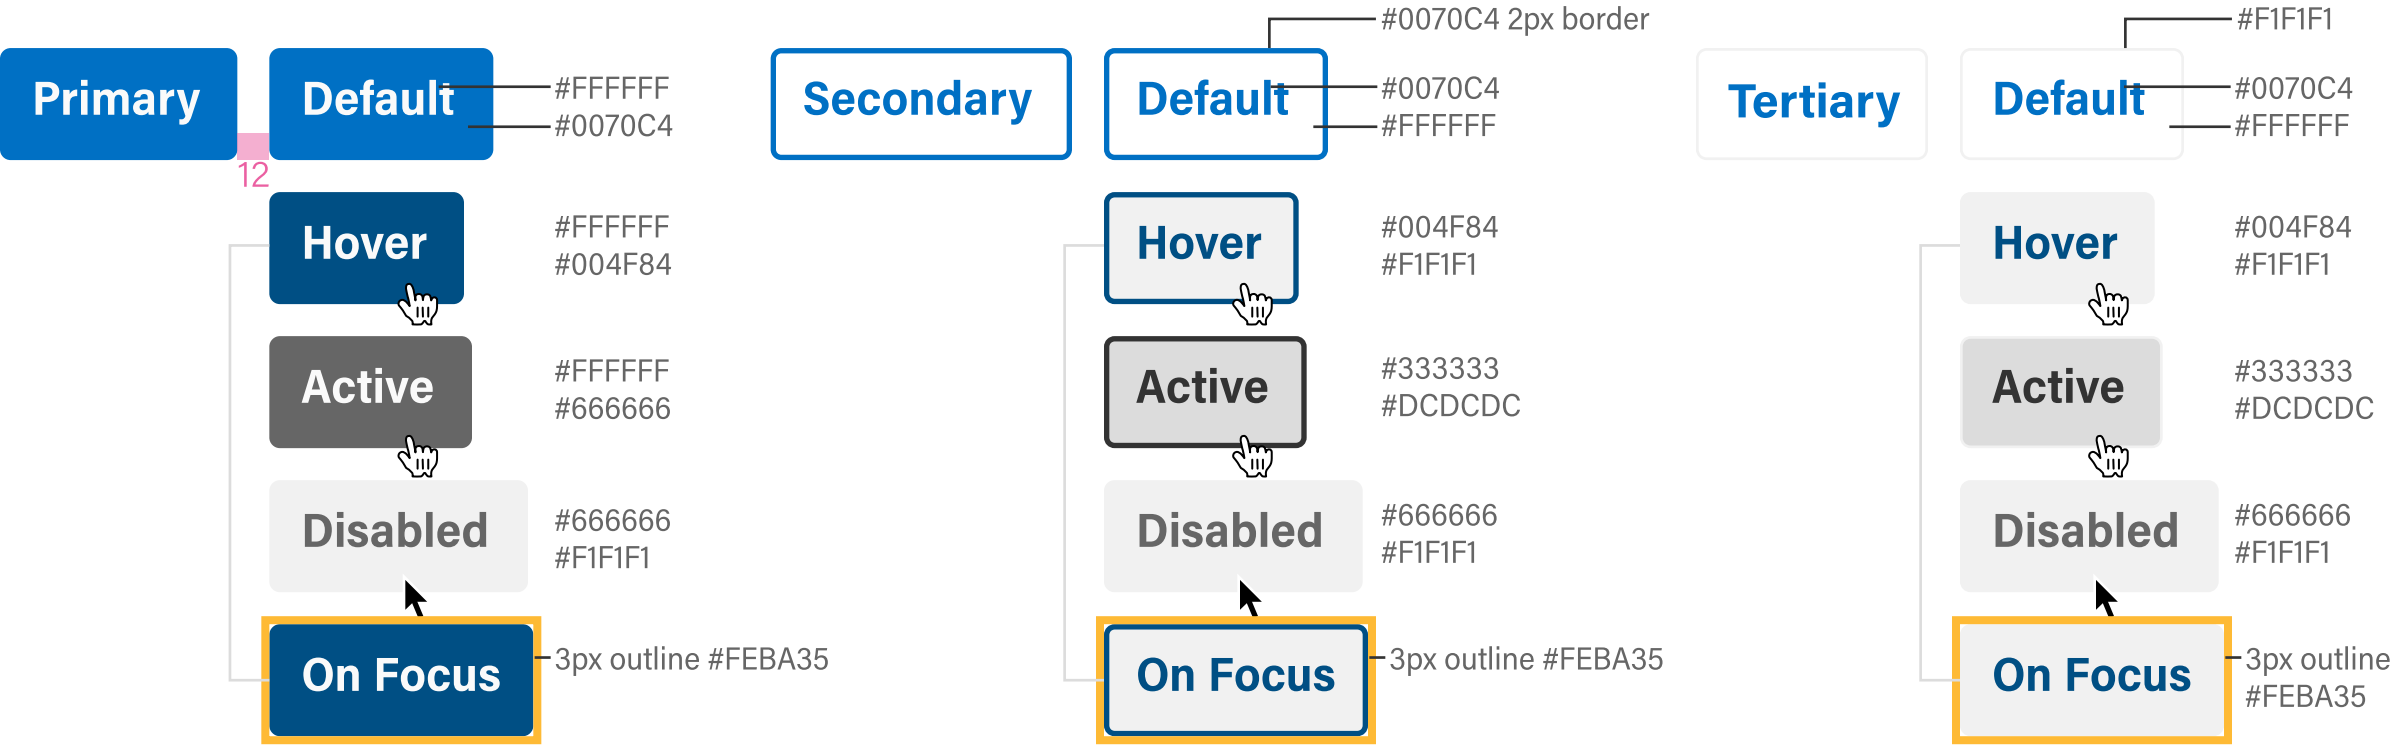 Primary
Default
#FFFFFF
#0070C4
12
Hover
#FFFFFF
#004F84
Active
#FFFFFF
#666666
Disabled
#666666
#F1F1F1
On Focus
3px outline #FEBA35
#0070C4 2px border
Secondary
Default
#0070C4
#FFFFFF
Hover
#004F84
#F1F1F1
Active
#333333
#DCDCDC
Disabled
#666666
#F1F1F1
On Focus
3px outline #FEBA35
#F1F1F1
Tertiary
Default
#0070C4
#FFFFFF
Hover
#004F84
#F1F1F1
Active
#333333
#DCDCDC
Disabled
#666666
#F1F1F1
On Focus
3px outline
#FEBA35